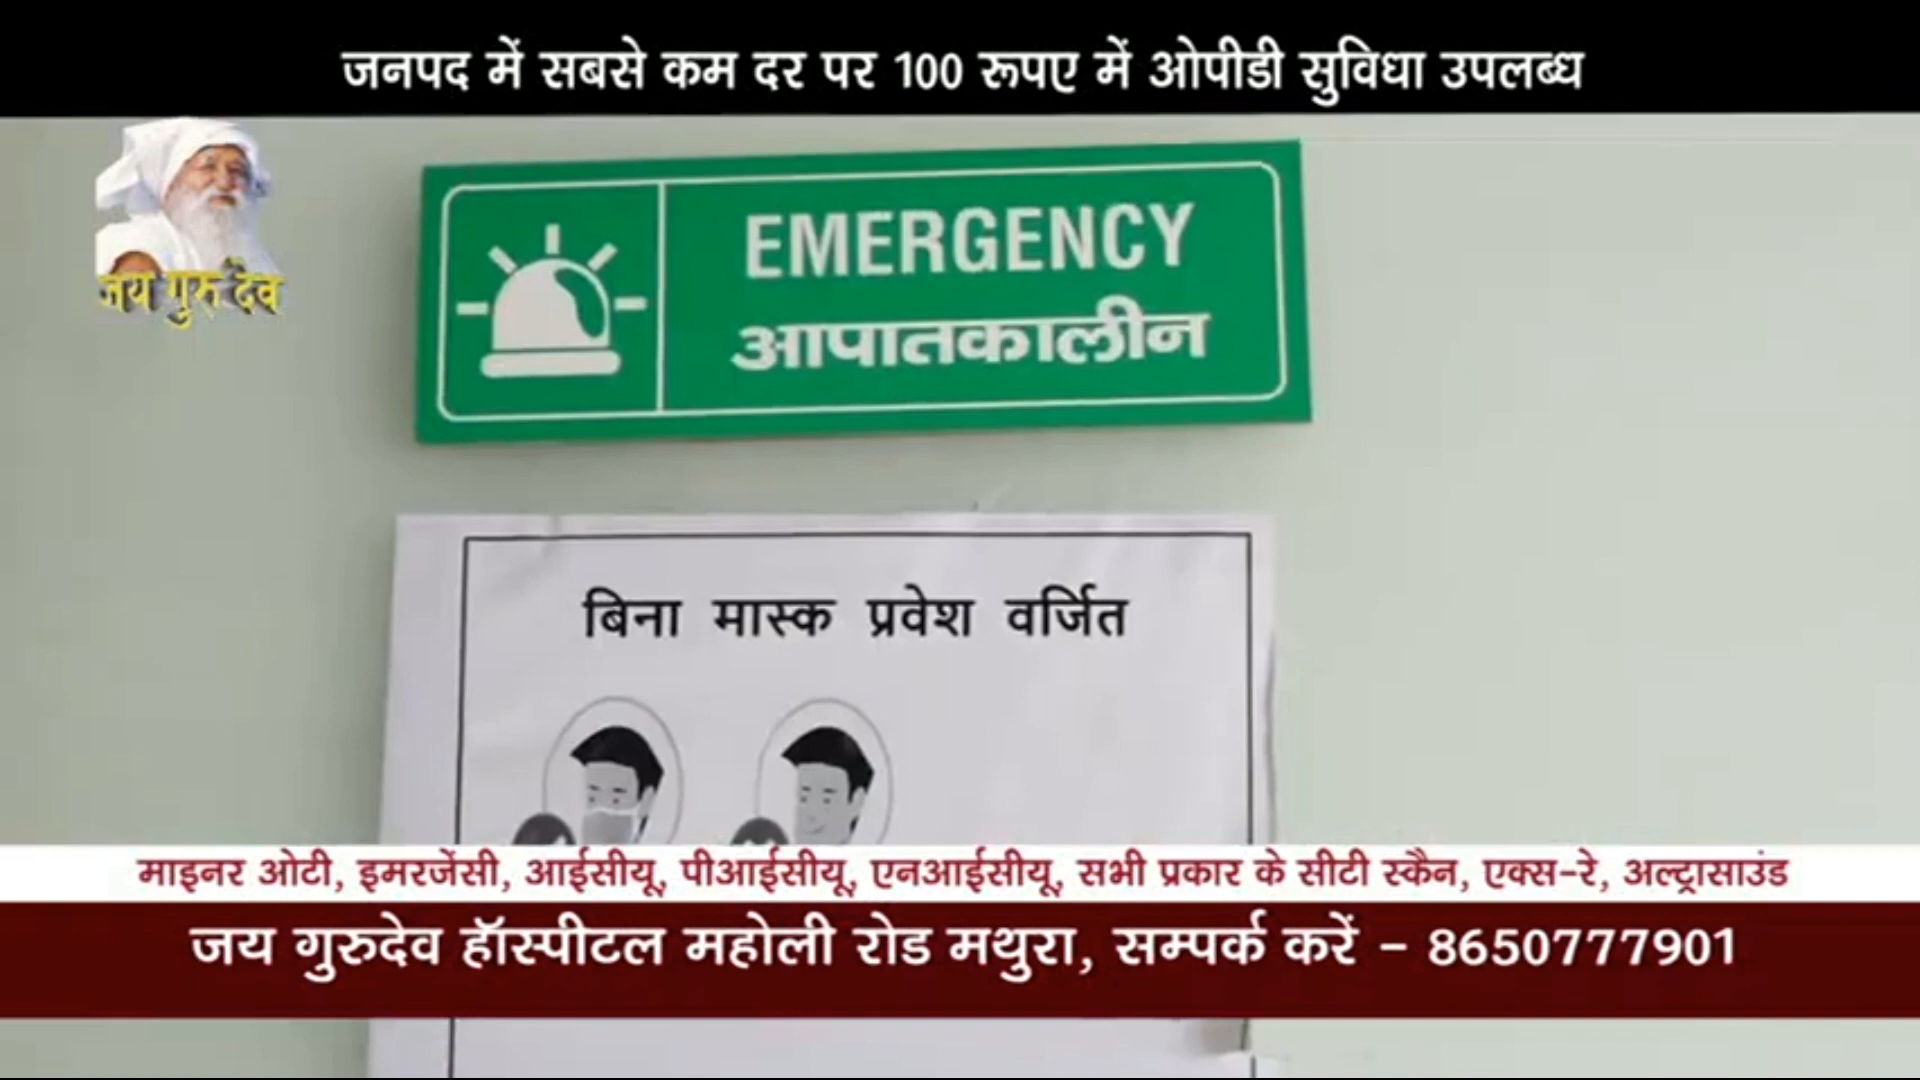 जनपद में सबसे कम दर पर 100 रूपए में ओपीडी सुविधा उपलब्ध
जय गुरु देव
EMERGENCY
आपातकालीन
बिना मास्क प्रवेश वर्जित
माइनर ओटी, इमरजेंसी, आईसीयू, पीआईसीयू, एनआईसीयू, सभी प्रकार के सीटी स्कैन, एक्स-रे, अल्ट्रासाउंड
जय गुरुदेव हॉस्पीटल महोली रोड मथुरा, सम्पर्क करें - 8650777901